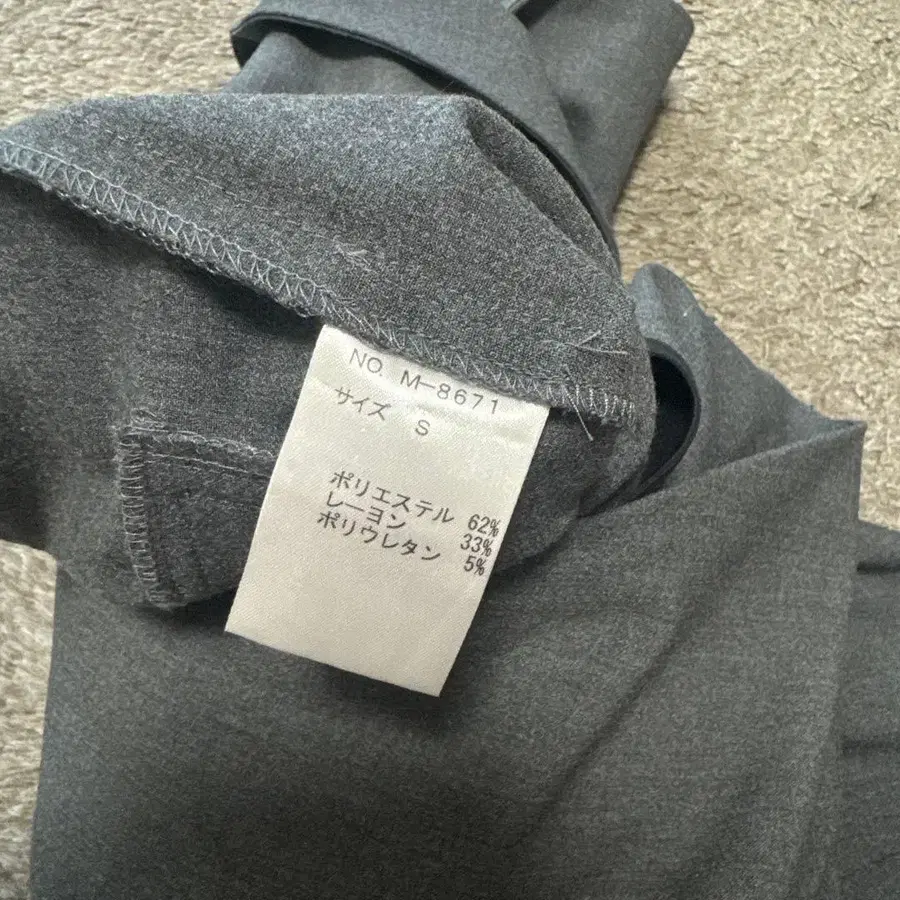 NO. M-8671
サイズ S
ポリエステル 62%
レーヨン 33%
ポリウレタン 5%